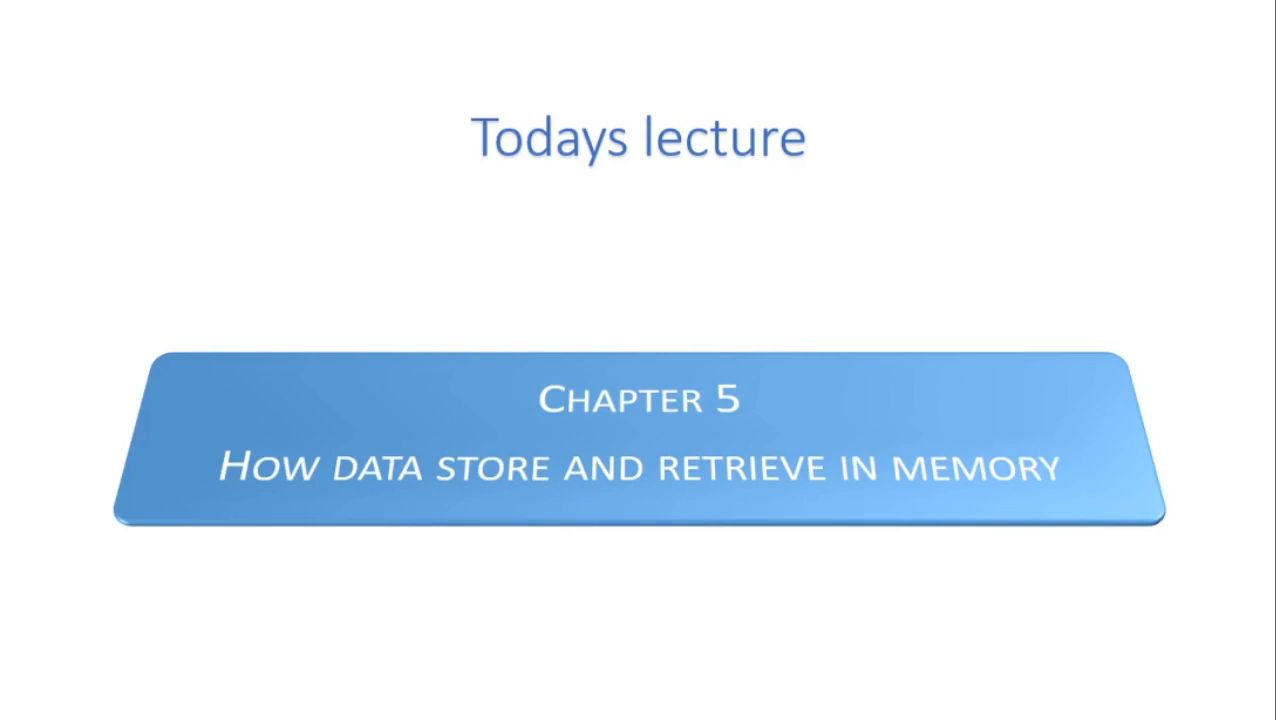 Todays lecture
Chapter 5
How data store and retrieve in memory